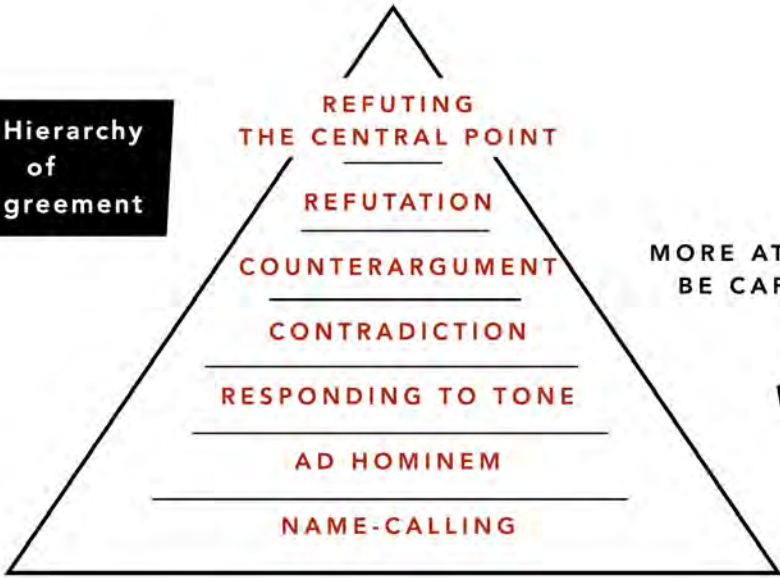 Hierarchy
of
greement
REFUTING
THE CENTRAL POINT
REFUTATION
COUNTERARGUMENT
CONTRADICTION
RESPONDING TO TONE
AD HOMINEM
NAME-CALLING
MORE AT
BE CAR